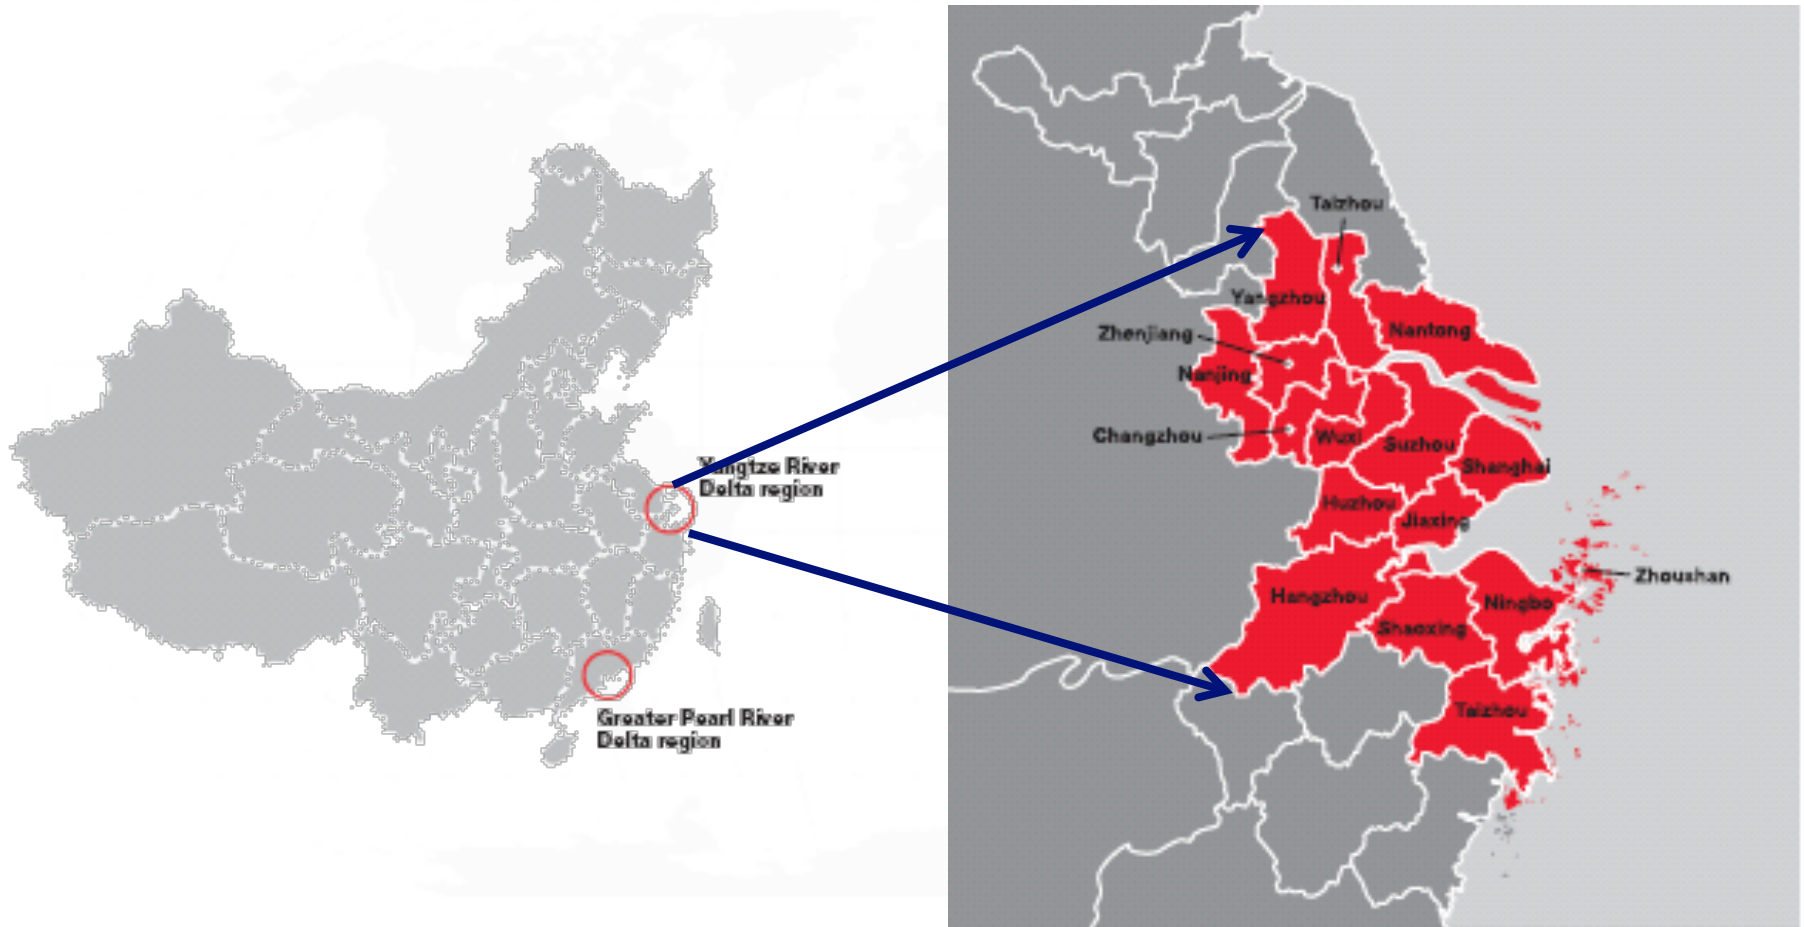 Yangtze River
Delta region
Greater Pearl River
Delta region
Taizhou
Yangzhou
Zhenjiang
Nantong
Nanjing
Changzhou
Wuxi
Suzhou
Shanghai
Huzhou
Jiaxing
Zhoushan
Hangzhou
Ningbo
Shaoxing
Taizhou